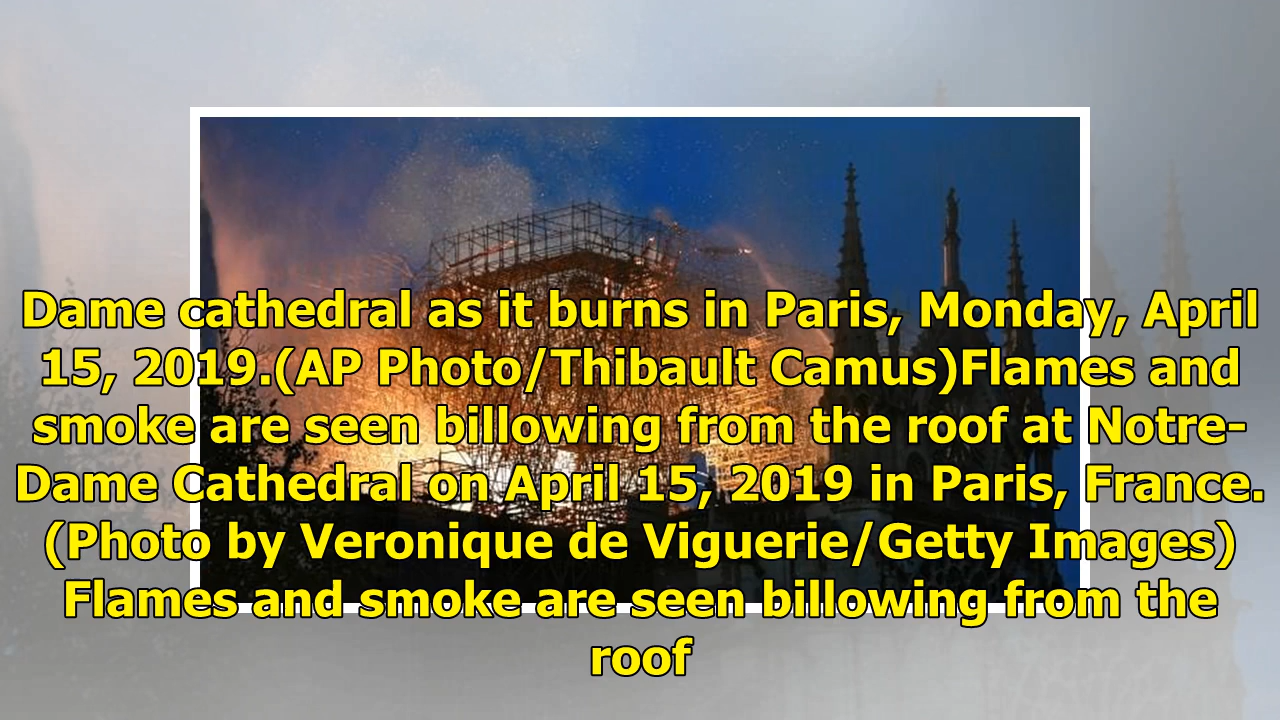 Dame cathedral as it burns in Paris, Monday, April
15, 2019.(AP Photo/Thibault Camus)Flames and
smoke are seen billowing from the roof at Notre-
Dame Cathedral on April 15, 2019 in Paris, France.
(Photo by Veronique de Viguerie/Getty Images)
Flames and smoke are seen billowing from the
roof